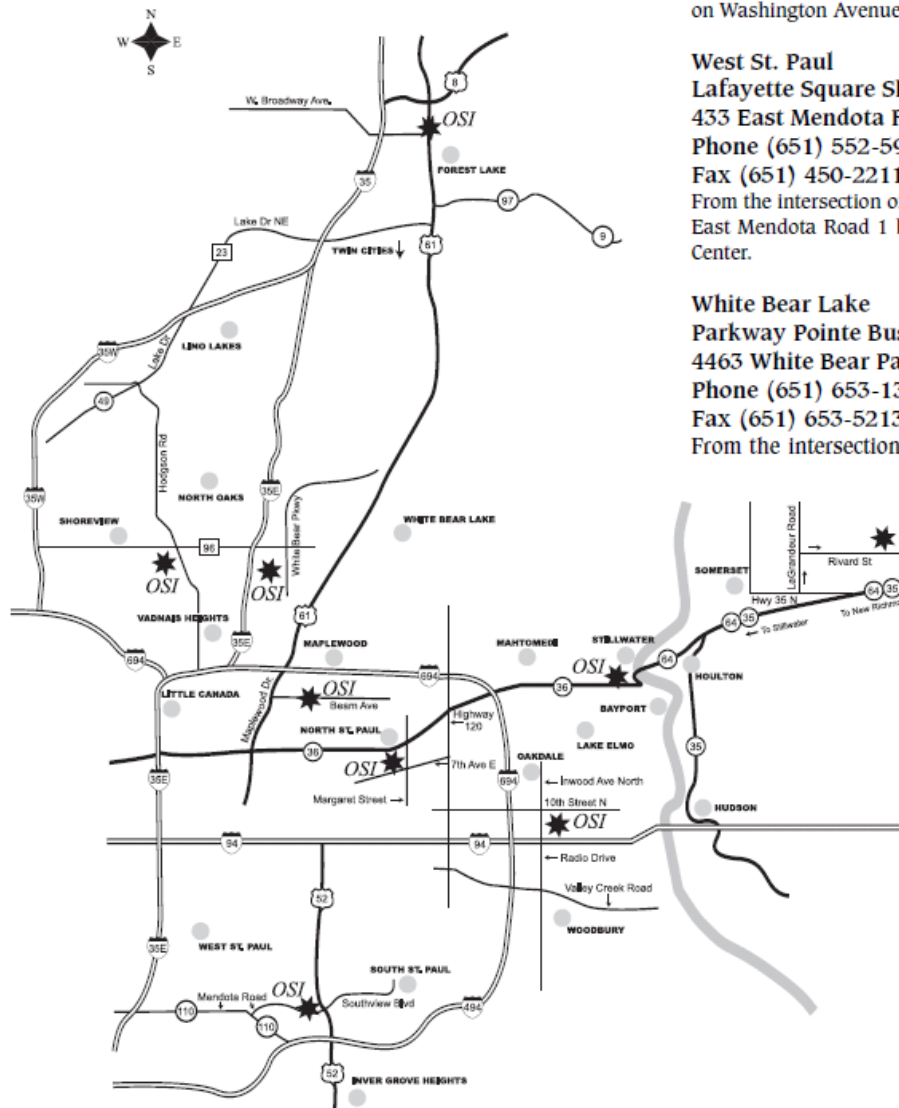 on Washington Avenue
West St. Paul
Lafayette Square
433 East Mendota
Phone (651) 552-59
Fax (651) 450-2211
From the intersection
East Mendota Road 1
Center.
White Bear Lake
Parkway Pointe
4463 White Bear
Phone (651) 653-13
Fax (651) 653-5213
From the intersection
N
W E
S
8
W. Broadway Ave.
OSI
FOREST LAKE
35
97
Lake Dr NE
9
23
TWIN CITIES
61
LINO LAKES
35W
Lake Dr
49
Hodgson Rd
35W
NORTH OAKS
35E
White Bear Pkwy
SHOREVIEW
WHITE BEAR LAKE
96
OSI
OSI
LaGrandeur Road
Rivard St
SOMERSET
Hwy 35 N
64 35
64 35
To Stillwater
To New Richm
VADNAIS HEIGHTS
61
35E
MAPLEWOOD
MAHTOMEDI
STILLWATER
OSI
64
694
694
HOULTON
LITTLE CANADA
OSI
Beam Ave
36
BAYPORT
Maplewood Dr.
NORTH ST. PAUL
Highway
120
LAKE ELMO
35
36
OSI
7th Ave E
OAKDALE
35E
694
Inwood Ave North
Margaret Street
10th Street N
HUDSON
OSI
94
94
Radio Drive
52
Valley Creek Road
WOODBURY
35E
WEST ST. PAUL
SOUTH ST. PAUL
OSI
Mendota Road
Southview Blvd
110
110
494
52
INVER GROVE HEIGHTS